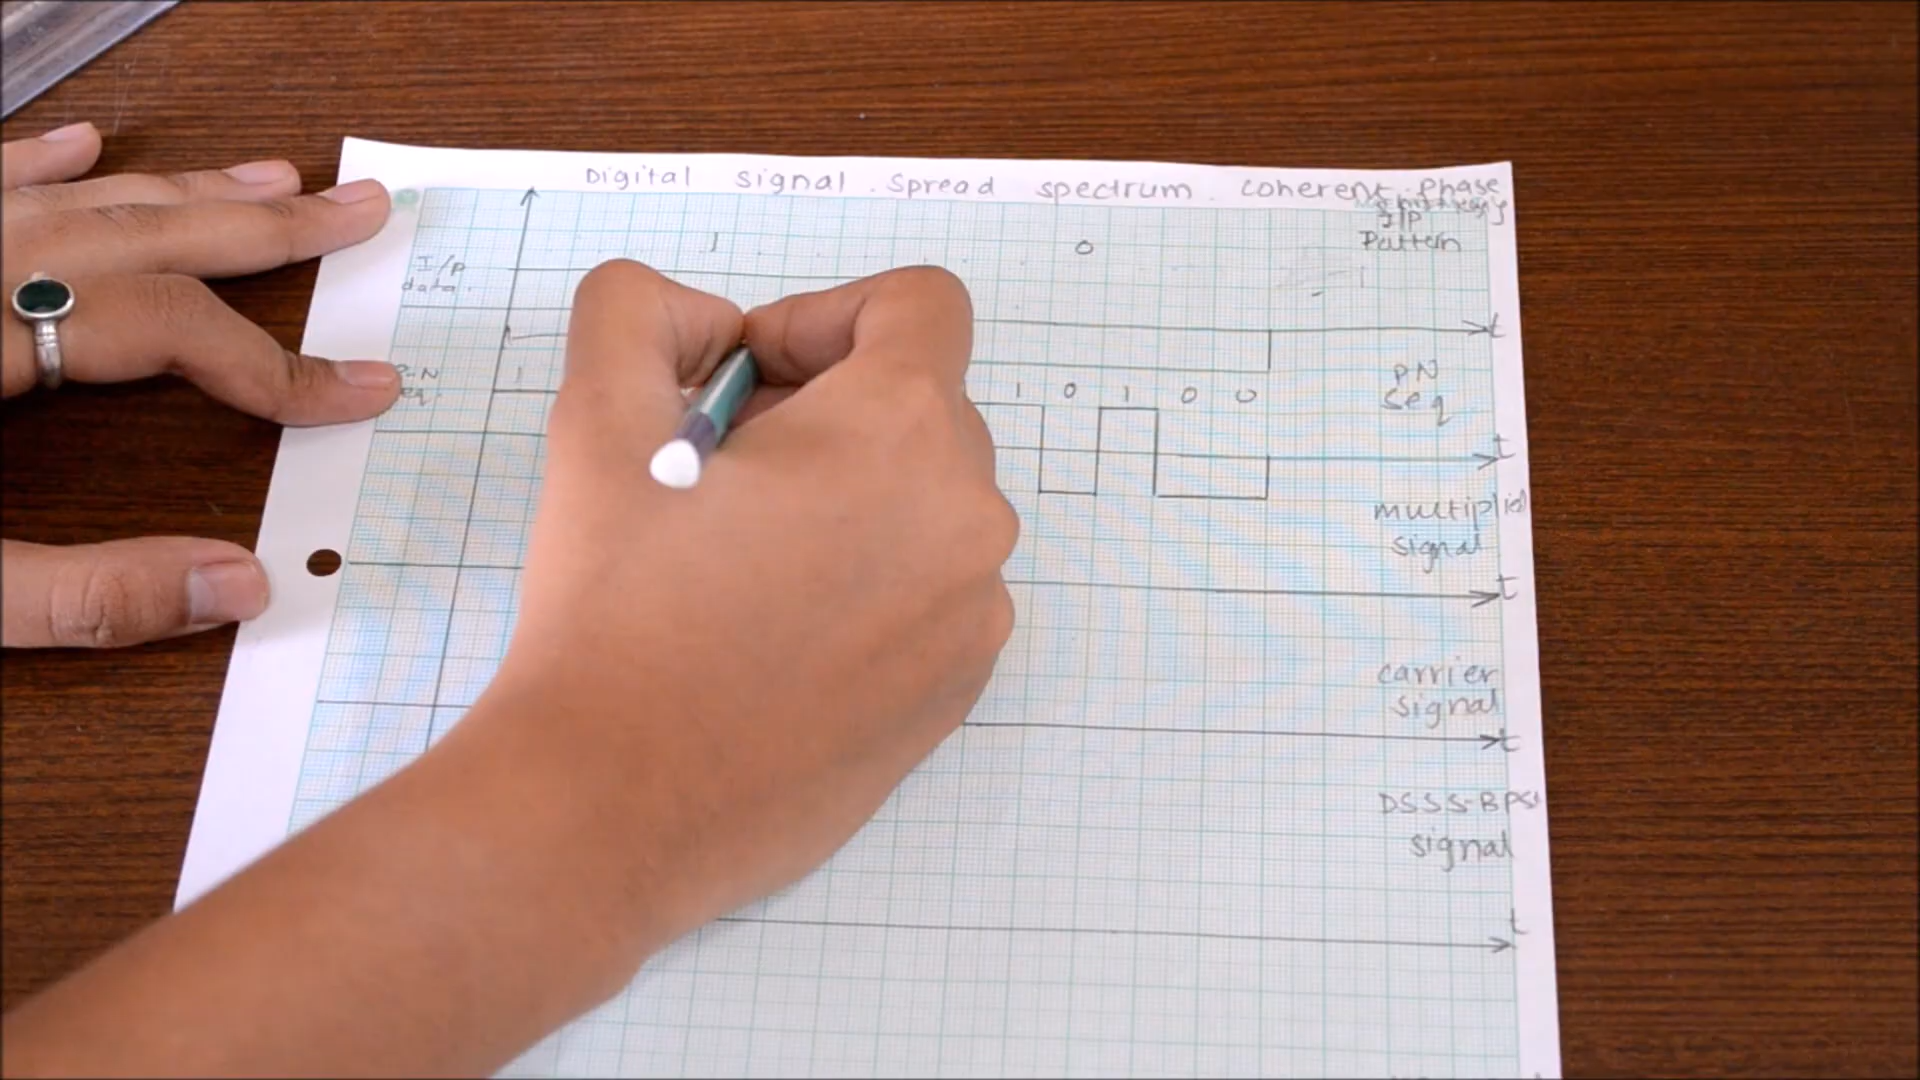 Digital signal . Spread spectrum . coherent . Phase
I/P
Pattern
1 0
I/P
data.
t
1
1 0 1 0 0
PN
Seq
t
multiplied
signal
t
carrier
signal
t
DSSS-BPS
signal
t